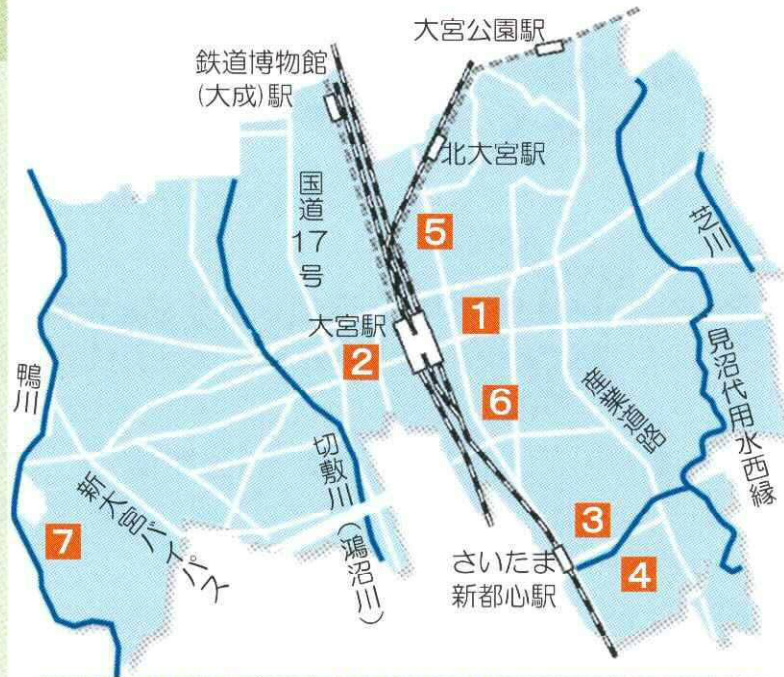 大宮公園駅
鉄道博物館
(大成)駅
北大宮駅
国道17号
5
芝川
大宮駅
1
2
鴨川
見沼代用水西縁
6
産業道路
切敷川(鴻沼川)
新大宮バイパス
3
7
さいたま
新都心駅
4